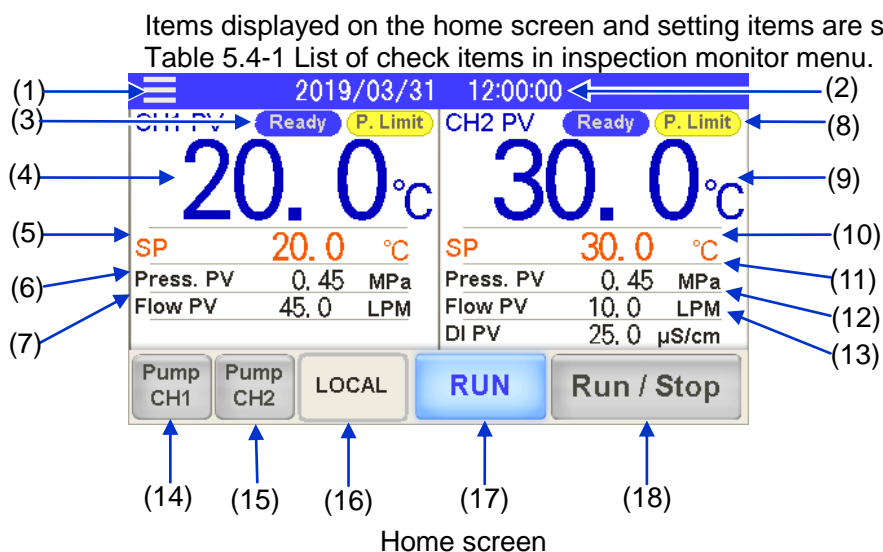 Items displayed on the home screen and setting items are s
Table 5.4-1 List of check items in inspection monitor menu.
(1) 2019/03/31 12:00:00 (2)
(3) CH1 PV Ready P. Limit CH2 PV Ready P. Limit (8)
(4) 20.0 °C 30.0 °C (9)
(5) SP 20.0 °C SP 30.0 °C (10)
(6) Press. PV 0.45 MPa Press. PV 0.45 MPa (11)
(7) Flow PV 45.0 LPM Flow PV 10.0 LPM (12)
DI PV 25.0 µS/cm (13)
Pump CH1 Pump CH2 LOCAL RUN Run / Stop
(14) (15) (16) (17) (18)
Home screen